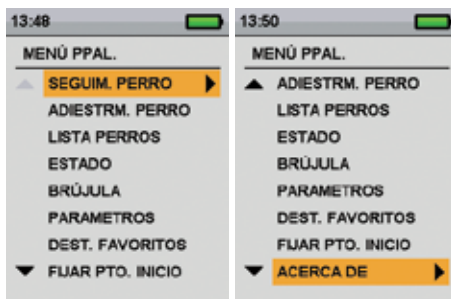 13:48
MENÚ PPAL.
SEGUIM. PERRO
ADIESTRM. PERRO
LISTA PERROS
ESTADO
BRÚJULA
PARAMETROS
DEST. FAVORITOS
FIJAR PTO. INICIO
13:50
MENÚ PPAL.
ADIESTRM. PERRO
LISTA PERROS
ESTADO
BRÚJULA
PARAMETROS
DEST. FAVORITOS
FIJAR PTO. INICIO
ACERCA DE